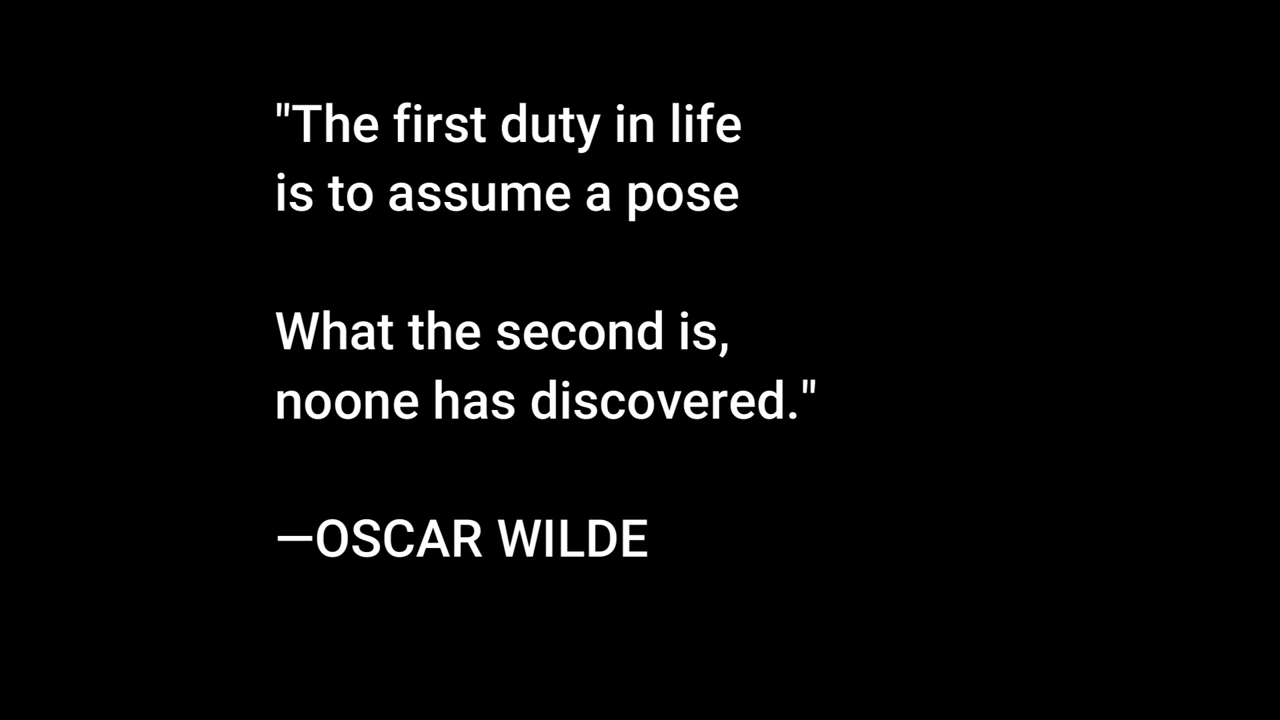 "The first duty in life
is to assume a pose
What the second is,
noone has discovered."
—OSCAR WILDE